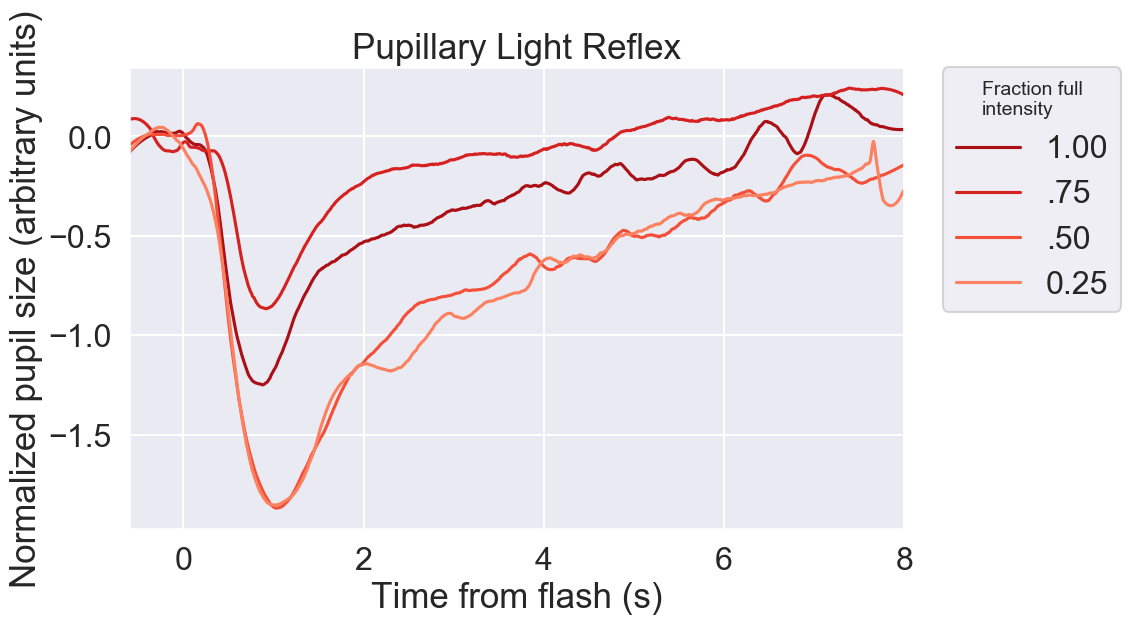 Pupillary Light Reflex
Normalized pupil size (arbitrary units)
0.0
−0.5
−1.0
−1.5
0
2
4
6
8
Time from flash (s)
Fraction full
intensity
1.00
.75
.50
0.25